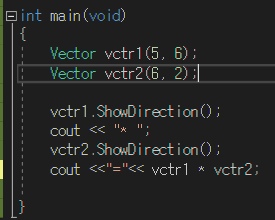 int main(void)
{
Vector vctr1(5, 6);
Vector vctr2(6, 2);
vctr1.ShowDirection();
cout << "* ";
vctr2.ShowDirection();
cout <<"="<< vctr1 * vctr2;
}